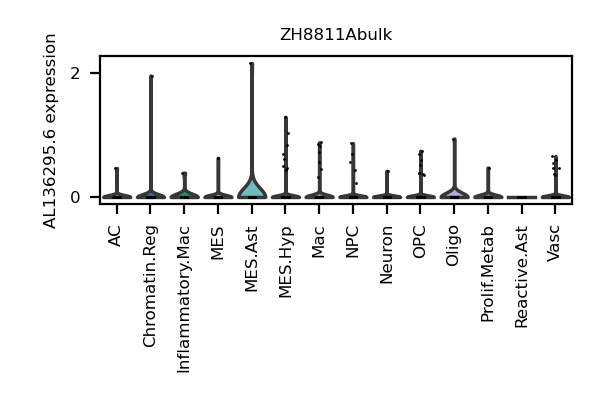 ZH8811Abulk
AL136295.6 expression
2
0
AC
Chromatin.Reg
Inflammatory.Mac
MES
MES.Ast
MES.Hyp
Mac
NPC
Neuron
OPC
Oligo
Prolif.Metab
Reactive.Ast
Vasc